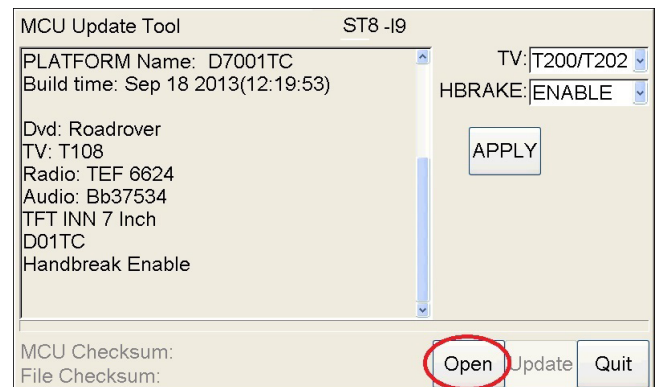 MCU Update Tool ST8 -I9
PLATFORM Name: D7001TC
Build time: Sep 18 2013(12:19:53)
Dvd: Roadrover
TV: T108
Radio: TEF 6624
Audio: Bb37534
TFT INN 7 Inch
D01TC
Handbreak Enable
TV: T200/T202
HBRAKE: ENABLE
APPLY
MCU Checksum:
File Checksum:
Open Update Quit